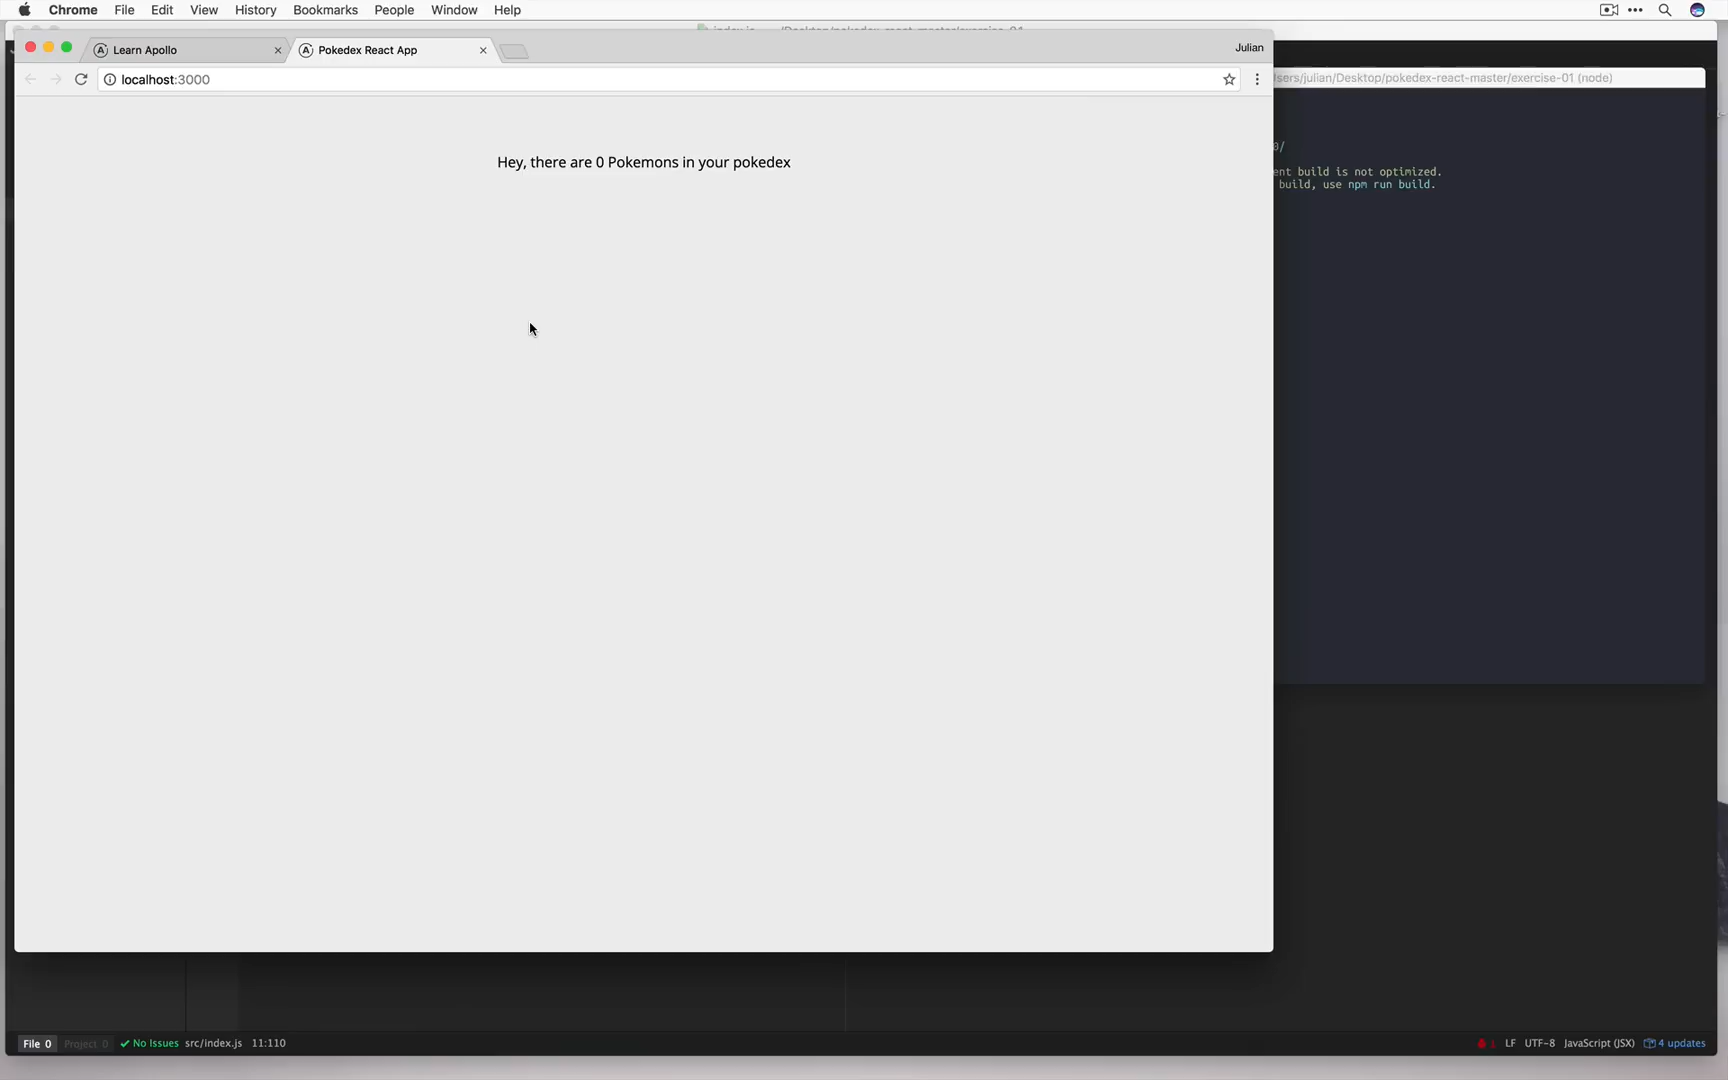 Chrome File Edit View History Bookmarks People Window Help
Learn Apollo
Pokedex React App
Julian
localhost:3000
sers/julian/Desktop/pokedex-react-master/exercise-01 (node)
Hey, there are 0 Pokemons in your pokedex
0/
ent build is not optimized.
build, use npm run build.
File 0 Project 0 No Issues src/index.js 11:110
LF UTF-8 JavaScript (JSX) 4 updates